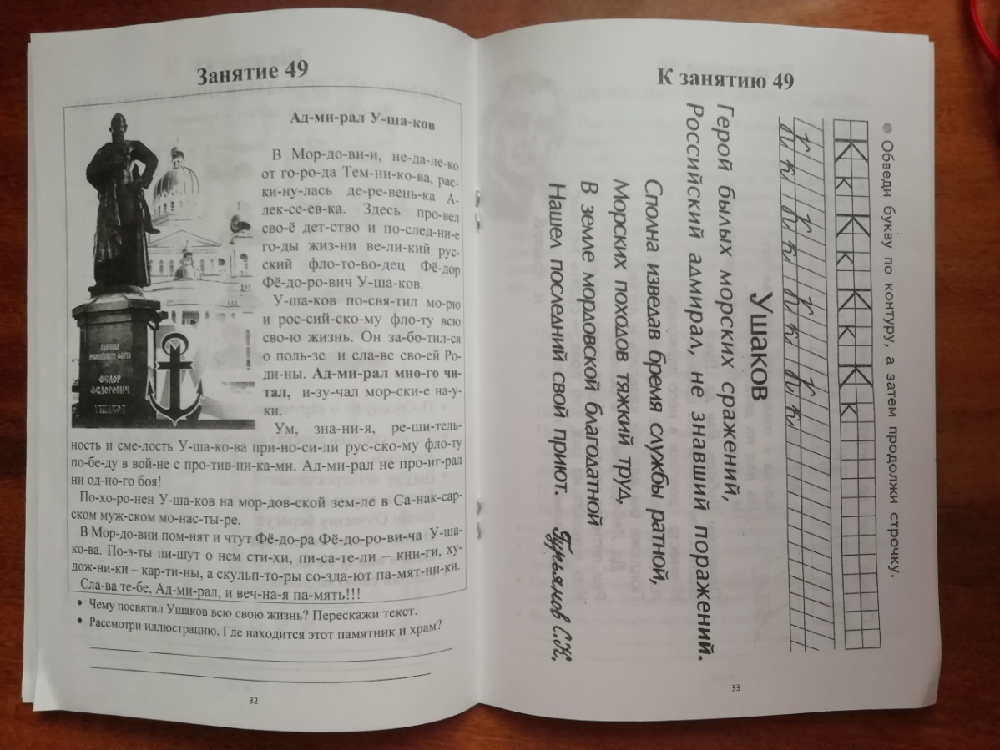 Занятие 49
Ад-ми-рал У-ша-ков
В Мор-до-ви-и, не-да-ле-ко
от го-ро-да Тем-ни-ко-ва, рас-
ки-ну-лась де-ре-вень-ка А-
лек-се-ев-ка. Здесь про-вел
сво-ё дет-ство и по-след-ни-е
го-ды жиз-ни ве-ли-кий рус-
ский фло-то-во-дец Фё-дор
Фё-до-ро-вич У-ша-ков.
У-ша-ков по-свя-тил мо-рю
и рос-сий-ско-му фло-ту всю
сво-ю жизнь. Он за-бо-тил-ся
о поль-зе и сла-ве сво-ей Ро-
ди-ны. Ад-ми-рал мно-го чи-
тал, и-зу-чал мор-ски-е на-у-
ки.
Ум, зна-ни-я, ре-ши-тель-
ность и сме-лость У-ша-ко-ва при-но-си-ли рус-ско-му фло-ту
по-бе-ду в вой-не с про-тив-ни-ка-ми. Ад-ми-рал не про-иг-рал
ни од-но-го боя!
По-хо-ро-нен У-ша-ков на мор-дов-ской зем-ле в Са-нак-сар-
ском муж-ском мо-нас-ты-ре.
В Мор-до-вии пом-нят и чтут Фё-до-ра Фё-до-ро-ви-ча У-ша-
ко-ва. По-э-ты пи-шут о нем сти-хи, пи-са-те-ли – кни-ги, ху-
дож-ни-ки – кар-ти-ны, а скульп-то-ры со-зда-ют па-мят-ни-ки.
Сла-ва те-бе, Ад-ми-рал, и веч-на-я па-мять!!!
• Чему посвятил Ушаков всю свою жизнь? Перескажи текст.
• Рассмотри иллюстрацию. Где находится этот памятник и храм?
32
АДМИРАЛ
РОССИЙСКОГО ФЛОТА
ФЕДОР
ФЕДОРОВИЧ
УШАКОВ
К занятию 49
Обведи букву по контуру, а затем продолжи строчку.
К к К к К к К к
К к К к К к К к
Ушаков
Герой былых морских сражений,
Российский адмирал, не знавший поражений.
Сполна изведав бремя службы ратной,
Морских походов тяжкий труд,
В земле мордовской благодатной
Нашел последний свой приют.
Гурьянов С.К.
33